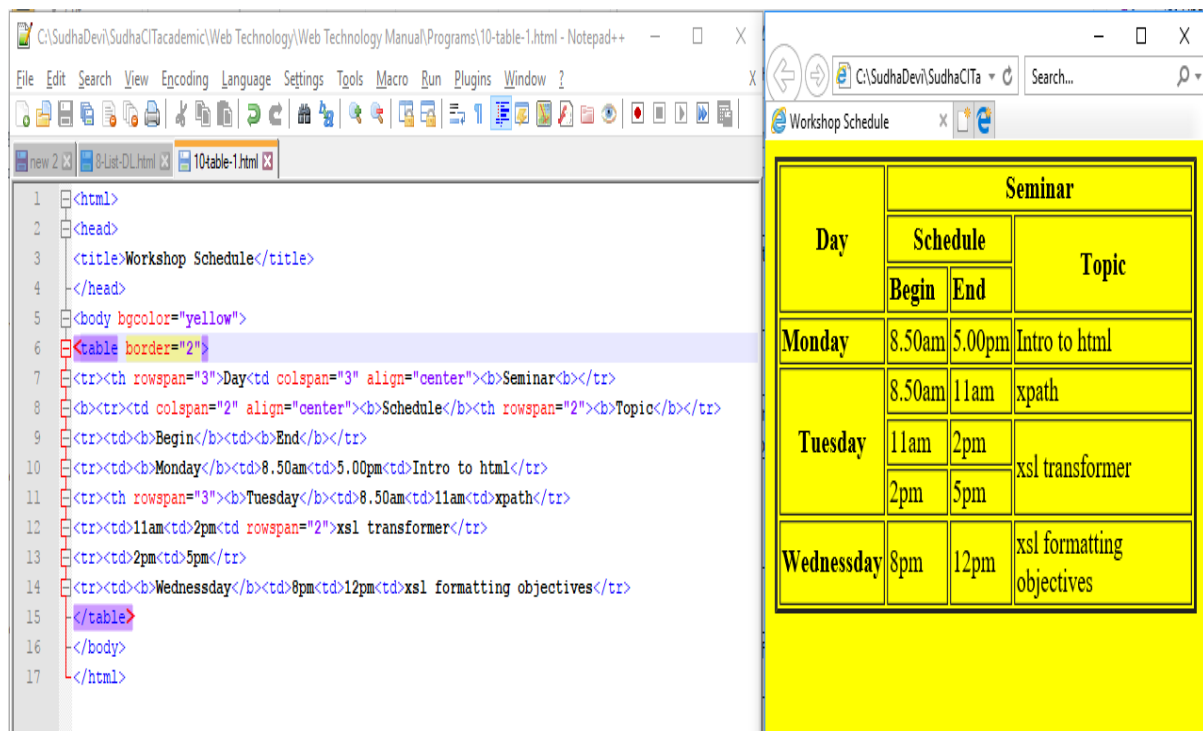 C:\SudhaDevi\SudhaCITacademic\Web Technology\Web Technology Manual\Programs\10-table-1.html - Notepad++
File Edit Search View Encoding Language Settings Tools Macro Run Plugins Window ? X
new 2 8-List-DL.html 10-table-1.html
1 <html>
2 <head>
3 <title>Workshop Schedule</title>
4 </head>
5 <body bgcolor="yellow">
6 <table border="2">
7 <tr><th rowspan="3">Day<td colspan="3" align="center"><b>Seminar<b></tr>
8 <b><tr><td colspan="2" align="center"><b>Schedule</b><th rowspan="2"><b>Topic</b></tr>
9 <tr><td><b>Begin</b><td><b>End</b></tr>
10 <tr><td><b>Monday</b><td>8.50am<td>5.00pm<td>Intro to html</tr>
11 <tr><th rowspan="3"><b>Tuesday</b><td>8.50am<td>11am<td>xpath</tr>
12 <tr><td>11am<td>2pm<td rowspan="2">xsl transformer</tr>
13 <tr><td>2pm<td>5pm</tr>
14 <tr><td><b>Wednessday</b><td>8pm<td>12pm<td>xsl formatting objectives</tr>
15 </table>
16 </body>
17 </html>
C:\SudhaDevi\SudhaCITa Search...
Workshop Schedule
Seminar
Day Schedule Topic
Begin End
Monday 8.50am 5.00pm Intro to html
8.50am 11am xpath
Tuesday 11am 2pm xsl transformer
2pm 5pm
Wednessday 8pm 12pm xsl formatting
objectives